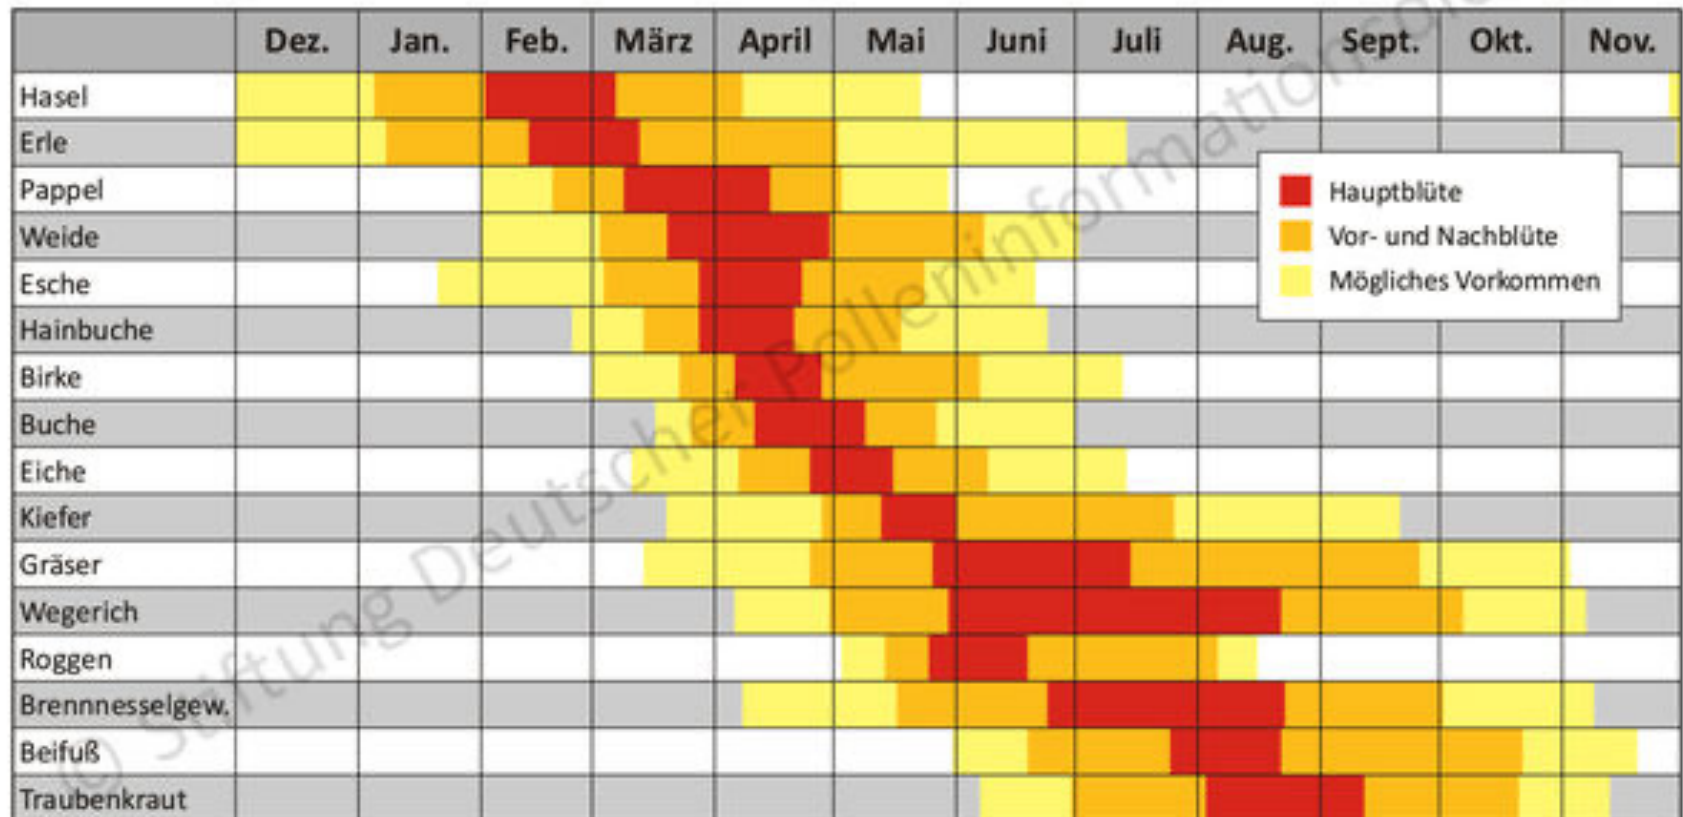 Dez. Jan. Feb. März April Mai Juni Juli Aug. Sept. Okt. Nov.
Hasel
Erle
Pappel
Weide
Esche
Hainbuche
Birke
Buche
Eiche
Kiefer
Gräser
Wegerich
Roggen
Brennnesselgew.
Beifuß
Traubenkraut
Hauptblüte
Vor- und Nachblüte
Mögliches Vorkommen
© Stiftung Deutscher